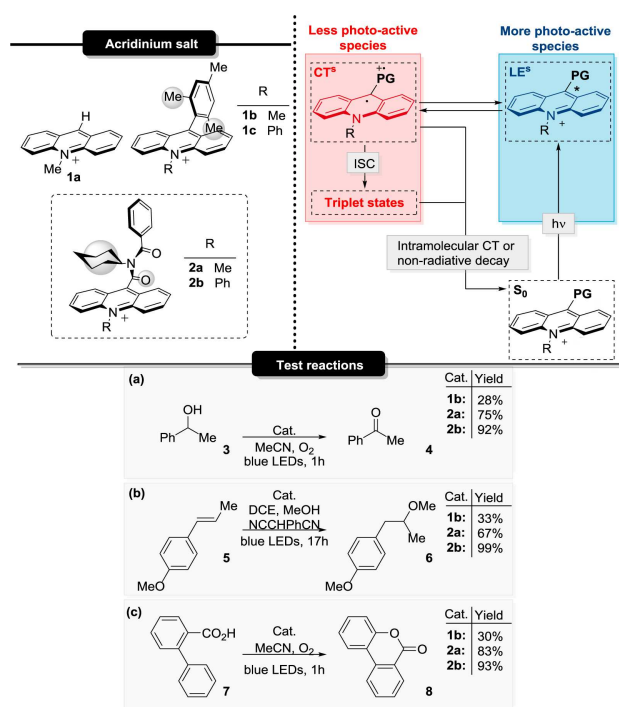 Acridinium salt
H
N
Me
+
1a
Me
Me
Me
N
R
+
R
1b Me
1c Ph
O
N
O
N
R
+
R
2a Me
2b Ph
Less photo-active
species
CTS
+•
PG
•
N
R
ISC
Triplet states
More photo-active
species
LES
PG
*
N
R
+
Intramolecular CT or
non-radiative decay
hν
S0
PG
N
R
+
Test reactions
(a)
OH
Ph Me
3
Cat.
MeCN, O2
blue LEDs, 1h
O
Ph Me
4
Cat. Yield
1b: 28%
2a: 75%
2b: 92%
(b)
Me
MeO
5
Cat.
DCE, MeOH
NCCHPhCN
blue LEDs, 17h
OMe
Me
MeO
6
Cat. Yield
1b: 33%
2a: 67%
2b: 99%
(c)
CO2H
7
Cat.
MeCN, O2
blue LEDs, 1h
O
O
8
Cat. Yield
1b: 30%
2a: 83%
2b: 93%